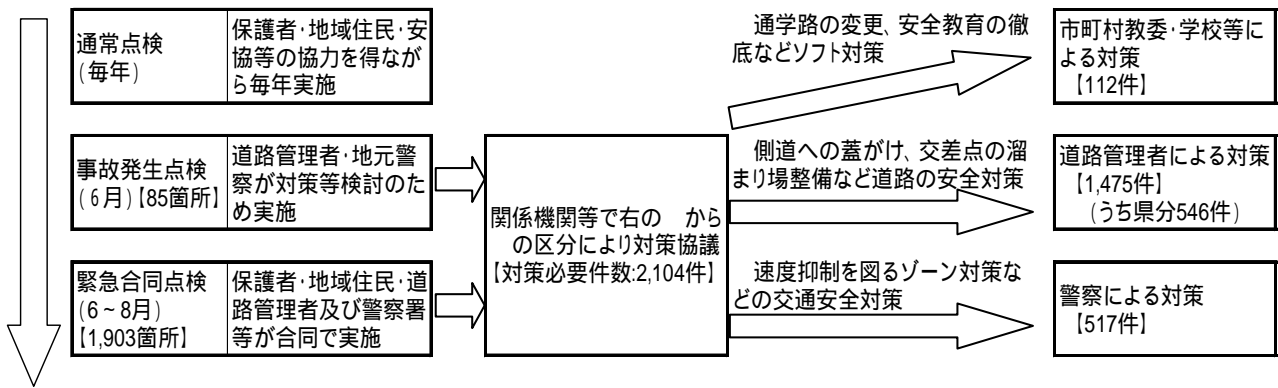 通常点検
(毎年)
保護者･地域住民･安
協等の協力を得なが
ら毎年実施
事故発生点検
(6月)【85箇所】
道路管理者･地元警
察が対策等検討のた
め実施
緊急合同点検
(6～8月)
【1,903箇所】
保護者･地域住民･道
路管理者及び警察署
等が合同で実施
関係機関等で右の　から
　の区分により対策協議
【対策必要件数:2,104件】
通学路の変更、安全教育の徹
底などソフト対策
側道への蓋がけ、交差点の溜
まり場整備など道路の安全対策
速度抑制を図るゾーン対策な
どの交通安全対策
市町村教委･学校等に
よる対策
【112件】
道路管理者による対策
【1,475件】
(うち県分546件)
警察による対策
【517件】